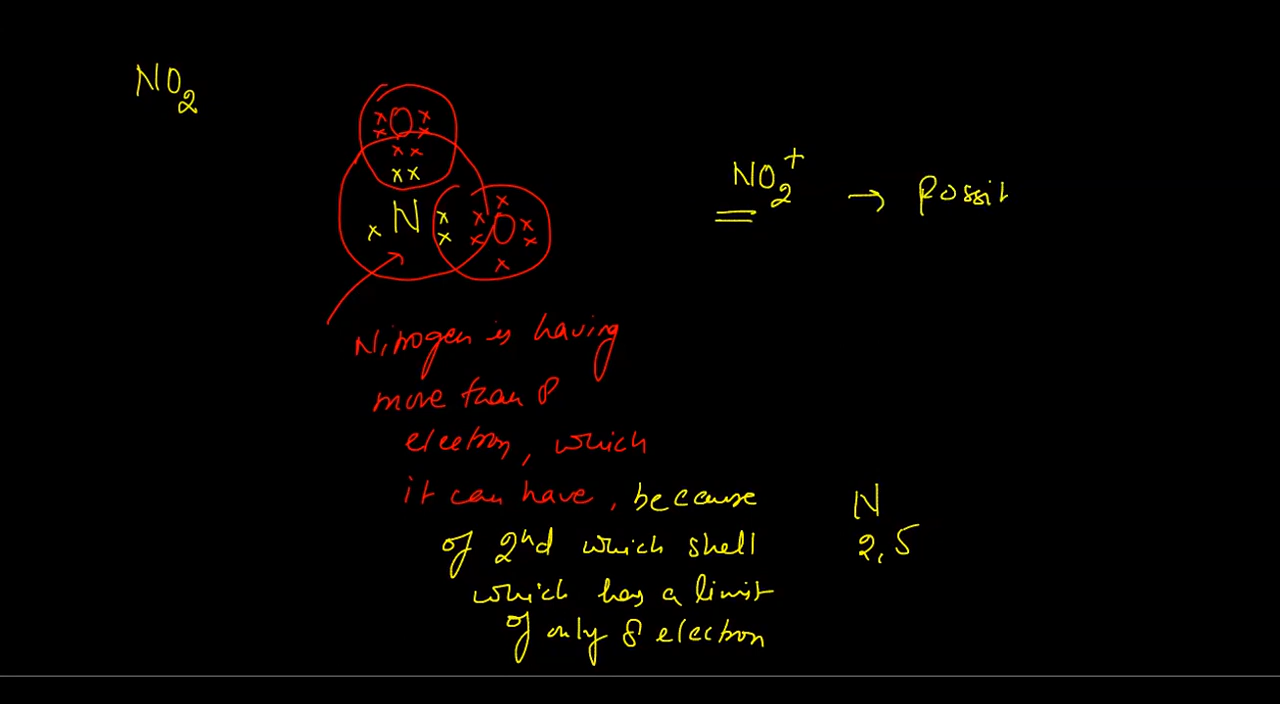 NO2
O
N
O
NO2+ → Possit
Nitrogen is having
more than 8
electron, which
it can have, because
of 2nd which shell
which has a limit
of only 8 electron
N
2,5